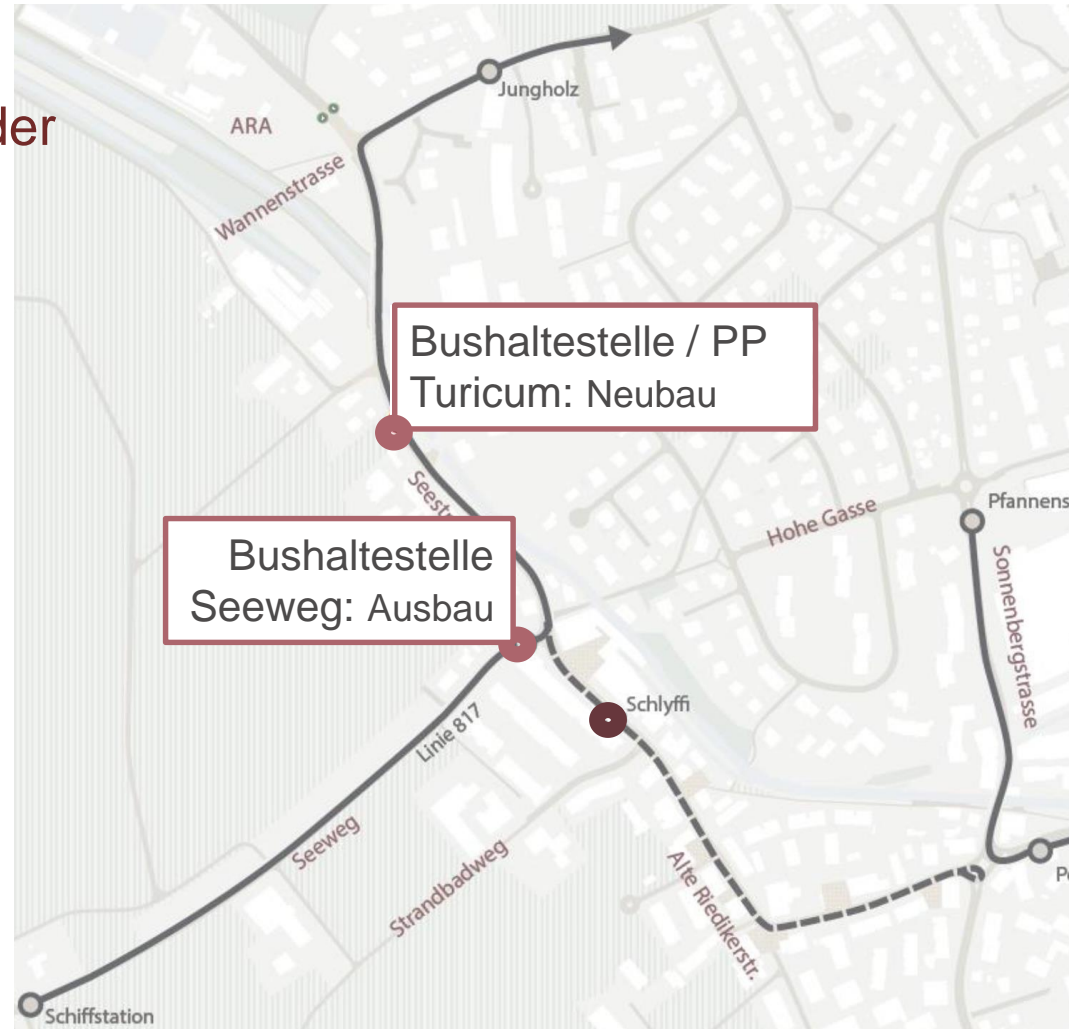 der
Jungholz
ARA
Wannenstrasse
Bushaltestelle / PP
Turicum: Neubau
Seestr
Hohe Gasse
Pfannens
Bushaltestelle
Seeweg: Ausbau
Sonnenbergstrasse
Schlyffi
Linie 817
Seeweg
Strandbadweg
Alte Riedikerstr.
P
Schiffstation